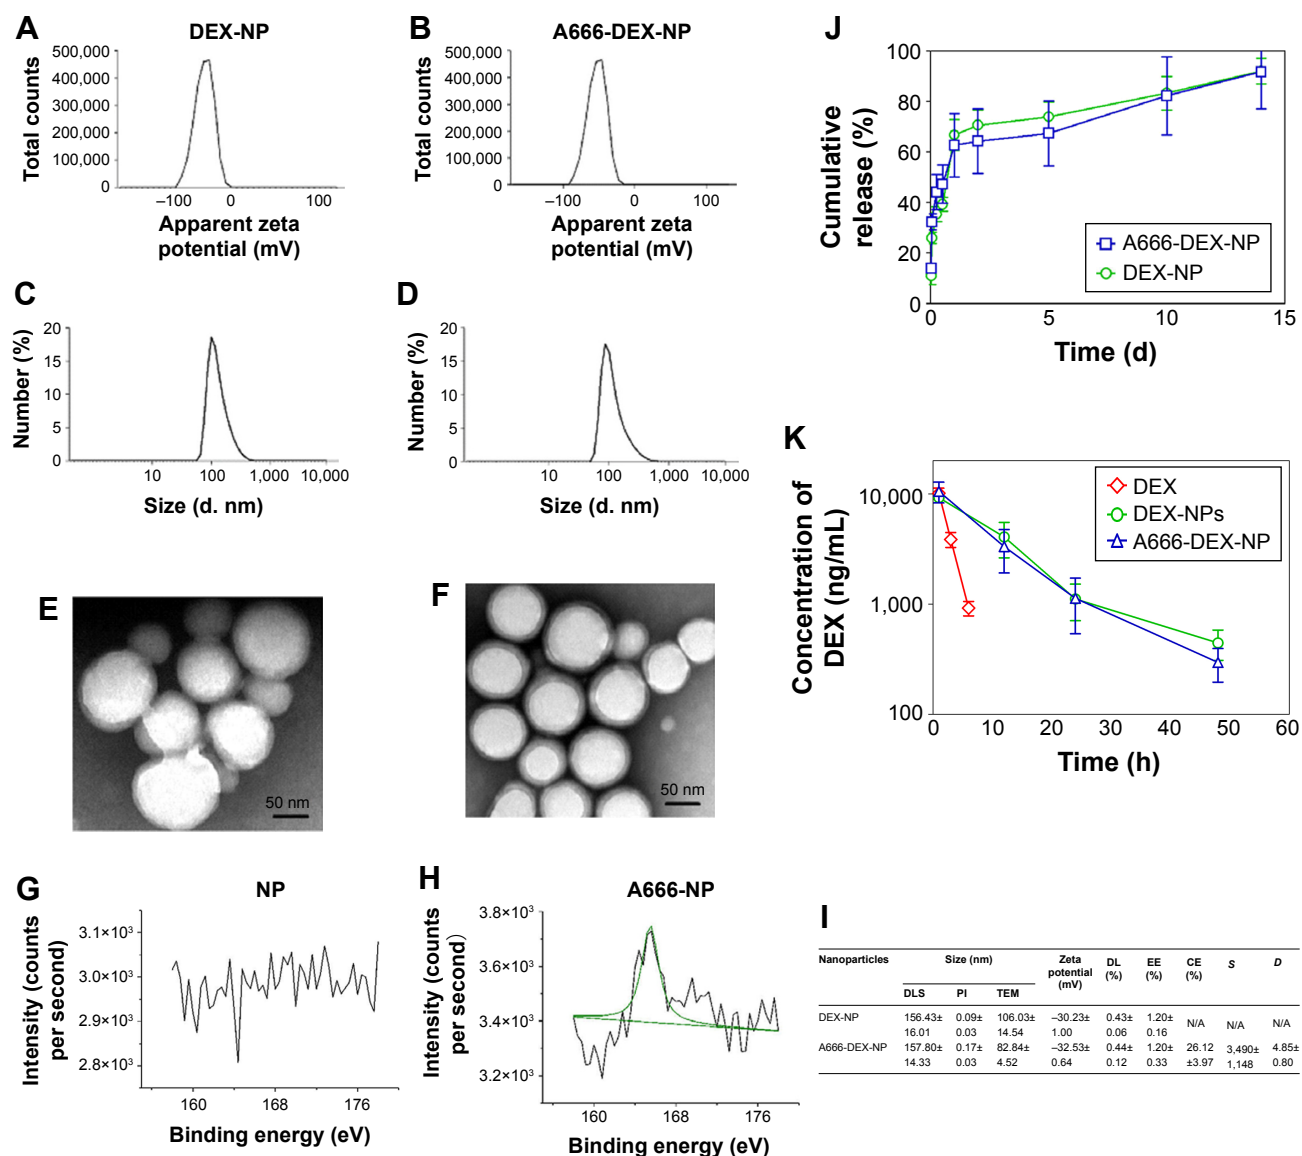 A
DEX-NP
Total counts
500,000
400,000
300,000
200,000
100,000
0
–100
0
100
Apparent zeta
potential (mV)
B
A666-DEX-NP
Total counts
500,000
400,000
300,000
200,000
100,000
0
–100
0
100
Apparent zeta
potential (mV)
C
Number (%)
20
15
10
5
0
10
100
1,000
10,000
Size (d. nm)
D
Number (%)
20
15
10
5
0
10
100
1,000
10,000
Size (d. nm)
E
50 nm
F
50 nm
G
NP
Intensity (counts
per second)
3.1×10³
3.0×10³
2.9×10³
2.8×10³
160
168
176
Binding energy (eV)
H
A666-NP
Intensity (counts
per second)
3.8×10³
3.6×10³
3.4×10³
3.2×10³
160
168
176
Binding energy (eV)
J
Cumulative
release (%)
100
80
60
40
20
0
0
5
10
15
Time (d)
A666-DEX-NP
DEX-NP
K
Concentration of
DEX (ng/mL)
10,000
1,000
100
0
10
20
30
40
50
60
Time (h)
DEX
DEX-NPs
A666-DEX-NP
I
Nanoparticles Size (nm) Zeta potential (mV) DL (%) EE (%) CE (%) S D
DLS PI TEM
DEX-NP 156.43± 0.09± 106.03± –30.23± 0.43± 1.20± N/A N/A N/A
16.01 0.03 14.54 1.00 0.06 0.16
A666-DEX-NP 157.80± 0.17± 82.84± –32.53± 0.44± 1.20± 26.12 3,490± 4.85±
14.33 0.03 4.52 0.64 0.12 0.33 ±3.97 1,148 0.80